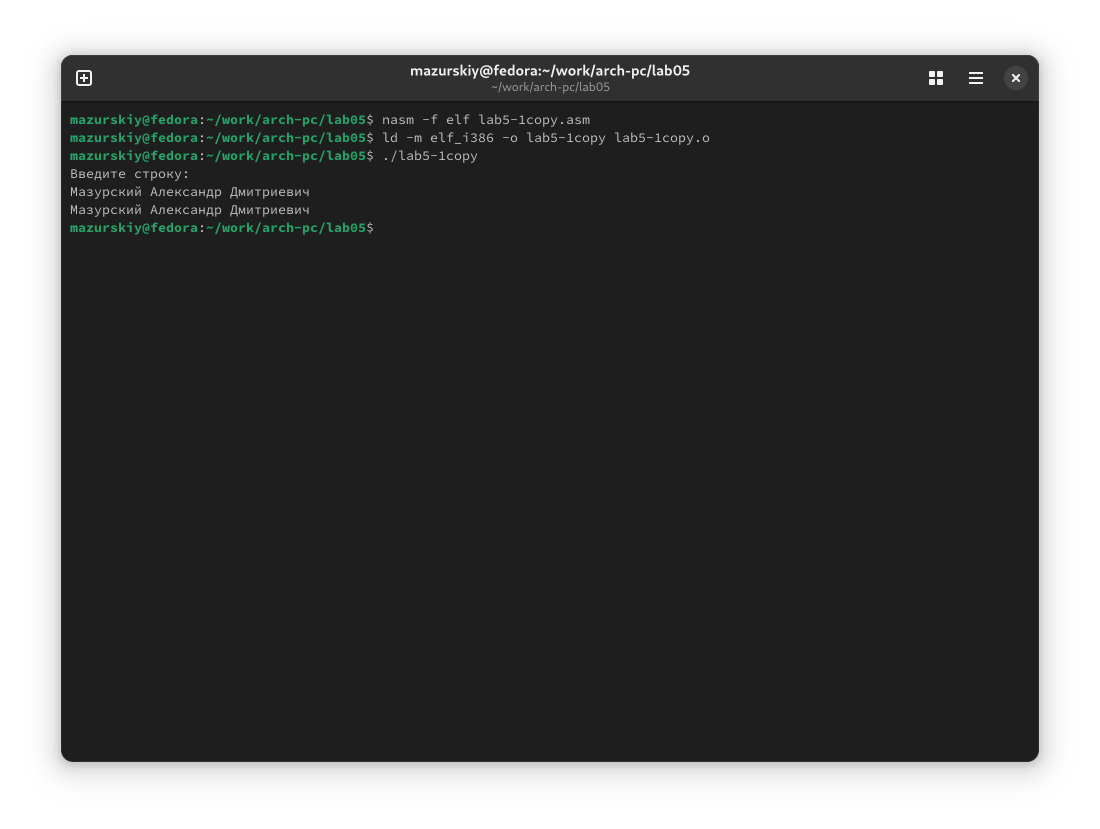 mazurskiy@fedora:~/work/arch-pc/lab05
~/work/arch-pc/lab05
mazurskiy@fedora:~/work/arch-pc/lab05$ nasm -f elf lab5-1copy.asm
mazurskiy@fedora:~/work/arch-pc/lab05$ ld -m elf_i386 -o lab5-1copy lab5-1copy.o
mazurskiy@fedora:~/work/arch-pc/lab05$ ./lab5-1copy
Введите строку:
Мазурский Александр Дмитриевич
Мазурский Александр Дмитриевич
mazurskiy@fedora:~/work/arch-pc/lab05$